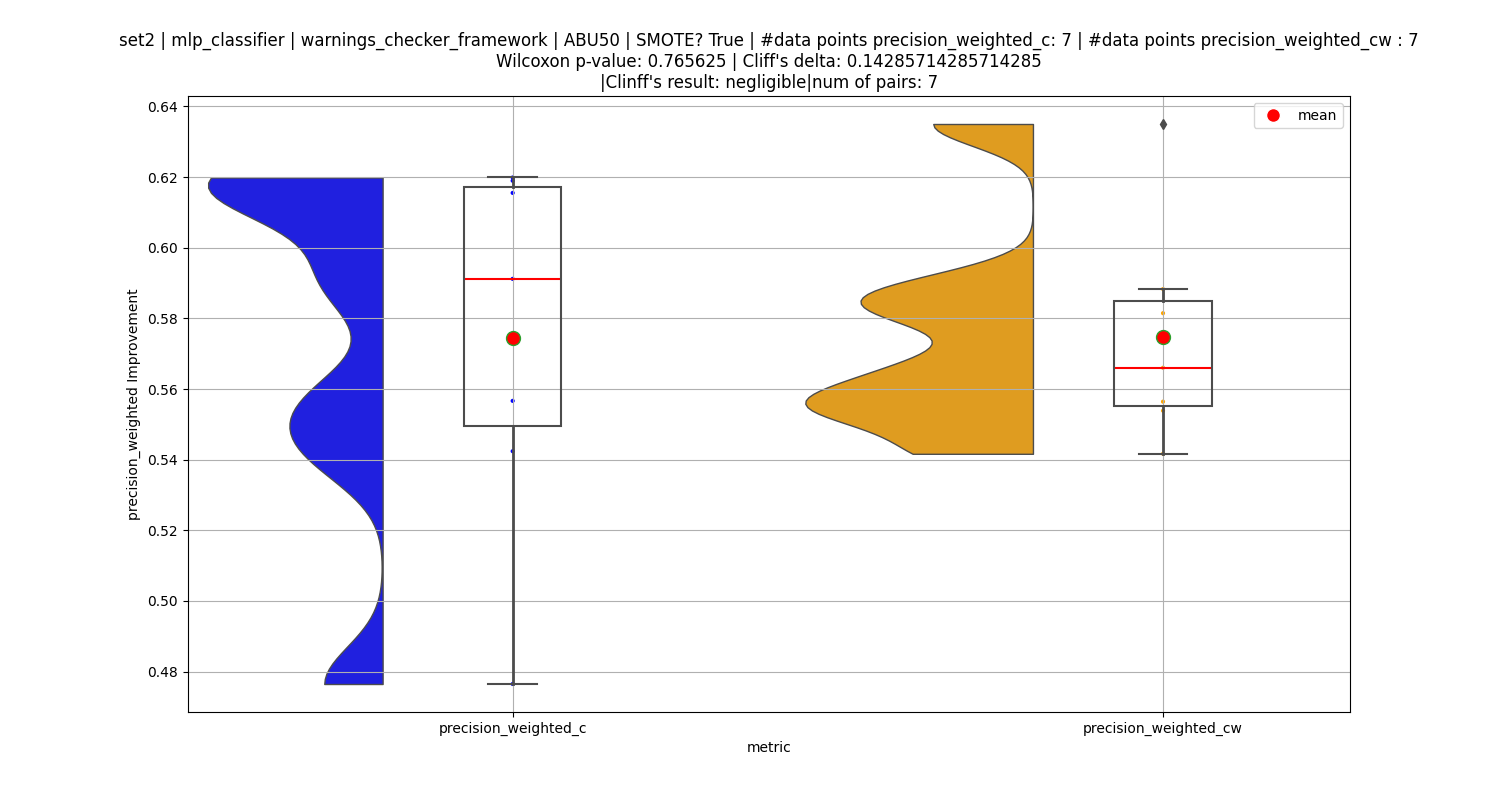 set2 | mlp_classifier | warnings_checker_framework | ABU50 | SMOTE? True | #data points precision_weighted_c: 7 | #data points precision_weighted_cw : 7
Wilcoxon p-value: 0.765625 | Cliff's delta: 0.14285714285714285
|Clinff's result: negligible|num of pairs: 7
mean
0.64
0.62
0.60
0.58
0.56
0.54
0.52
0.50
0.48
precision_weighted Improvement
precision_weighted_c
precision_weighted_cw
metric